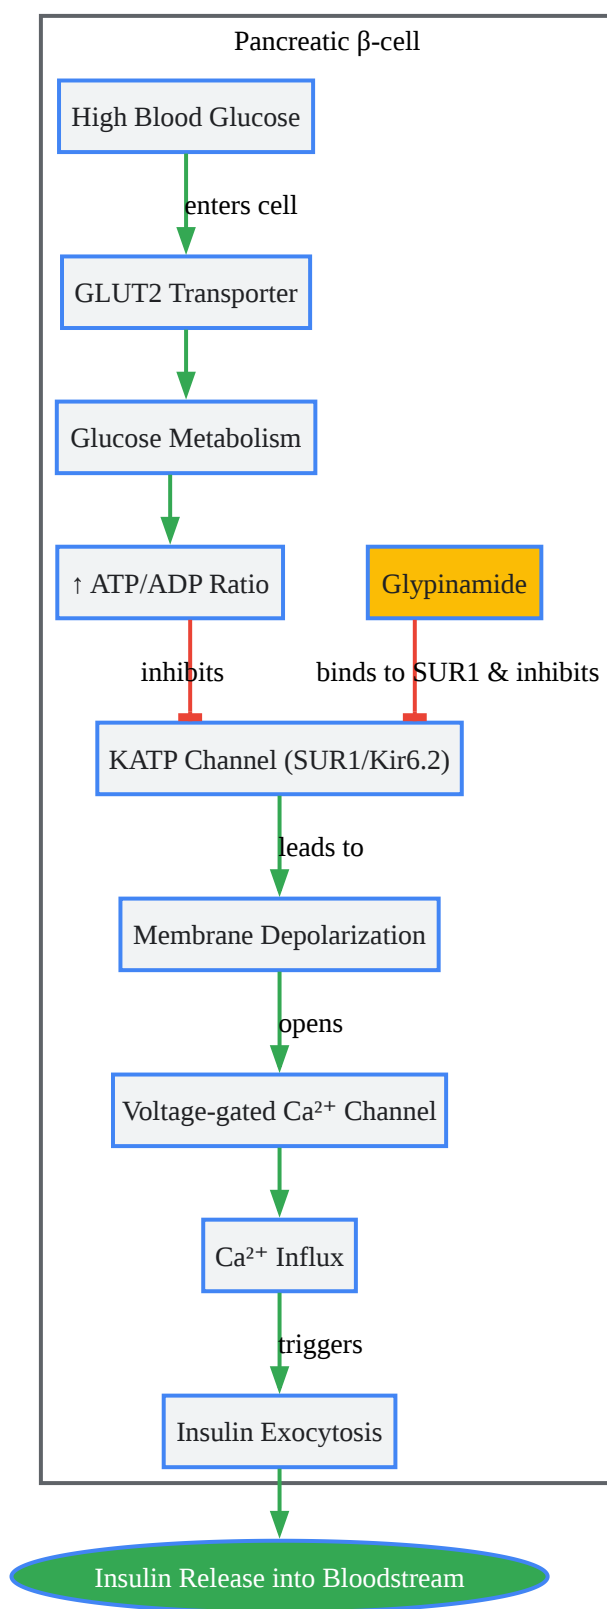 Pancreatic β-cell
High Blood Glucose
enters cell
GLUT2 Transporter
Glucose Metabolism
↑ ATP/ADP Ratio
Glypinamide
inhibits
binds to SUR1 & inhibits
KATP Channel (SUR1/Kir6.2)
leads to
Membrane Depolarization
opens
Voltage-gated Ca²⁺ Channel
Ca²⁺ Influx
triggers
Insulin Exocytosis
Insulin Release into Bloodstream